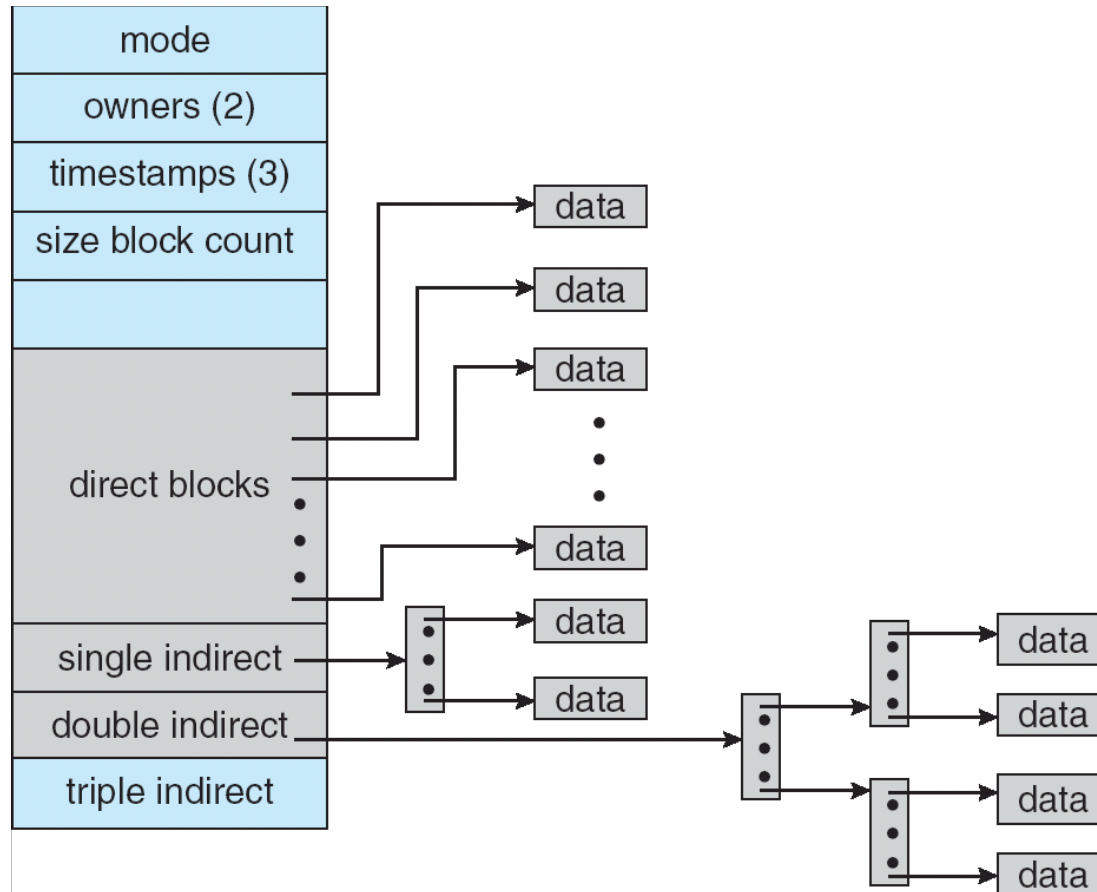 mode
owners (2)
timestamps (3)
size block count
direct blocks
single indirect
double indirect
triple indirect
data
data
data
data
data
data
data
data
data
data